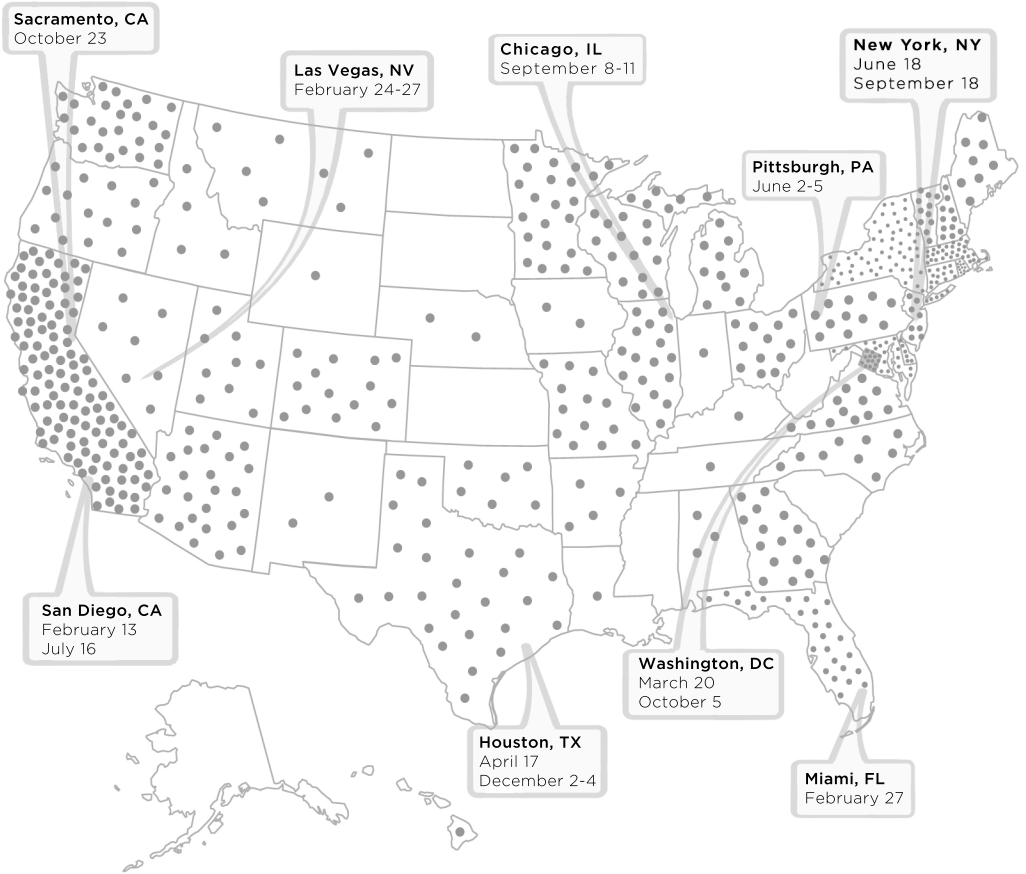 Sacramento, CA
October 23
Las Vegas, NV
February 24-27
Chicago, IL
September 8-11
New York, NY
June 18
September 18
Pittsburgh, PA
June 2-5
San Diego, CA
February 13
July 16
Washington, DC
March 20
October 5
Houston, TX
April 17
December 2-4
Miami, FL
February 27